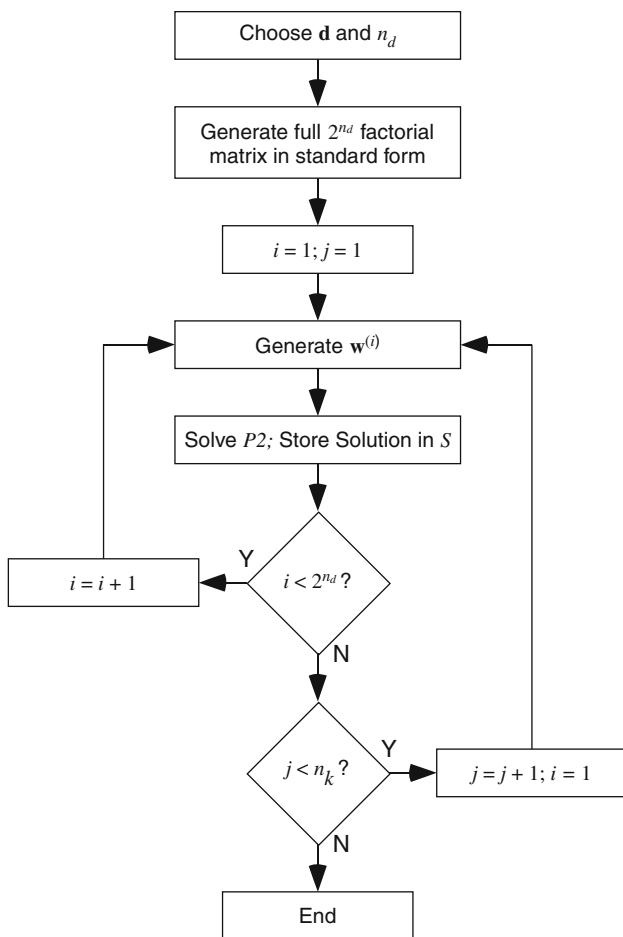 Choose d and n_d
Generate full 2^{n_d} factorial
matrix in standard form
i = 1; j = 1
Generate w^{(i)}
Solve P2; Store Solution in S
Y
i < 2^{n_d} ?
i = i + 1
N
j < n_k ?
Y
j = j + 1; i = 1
N
End